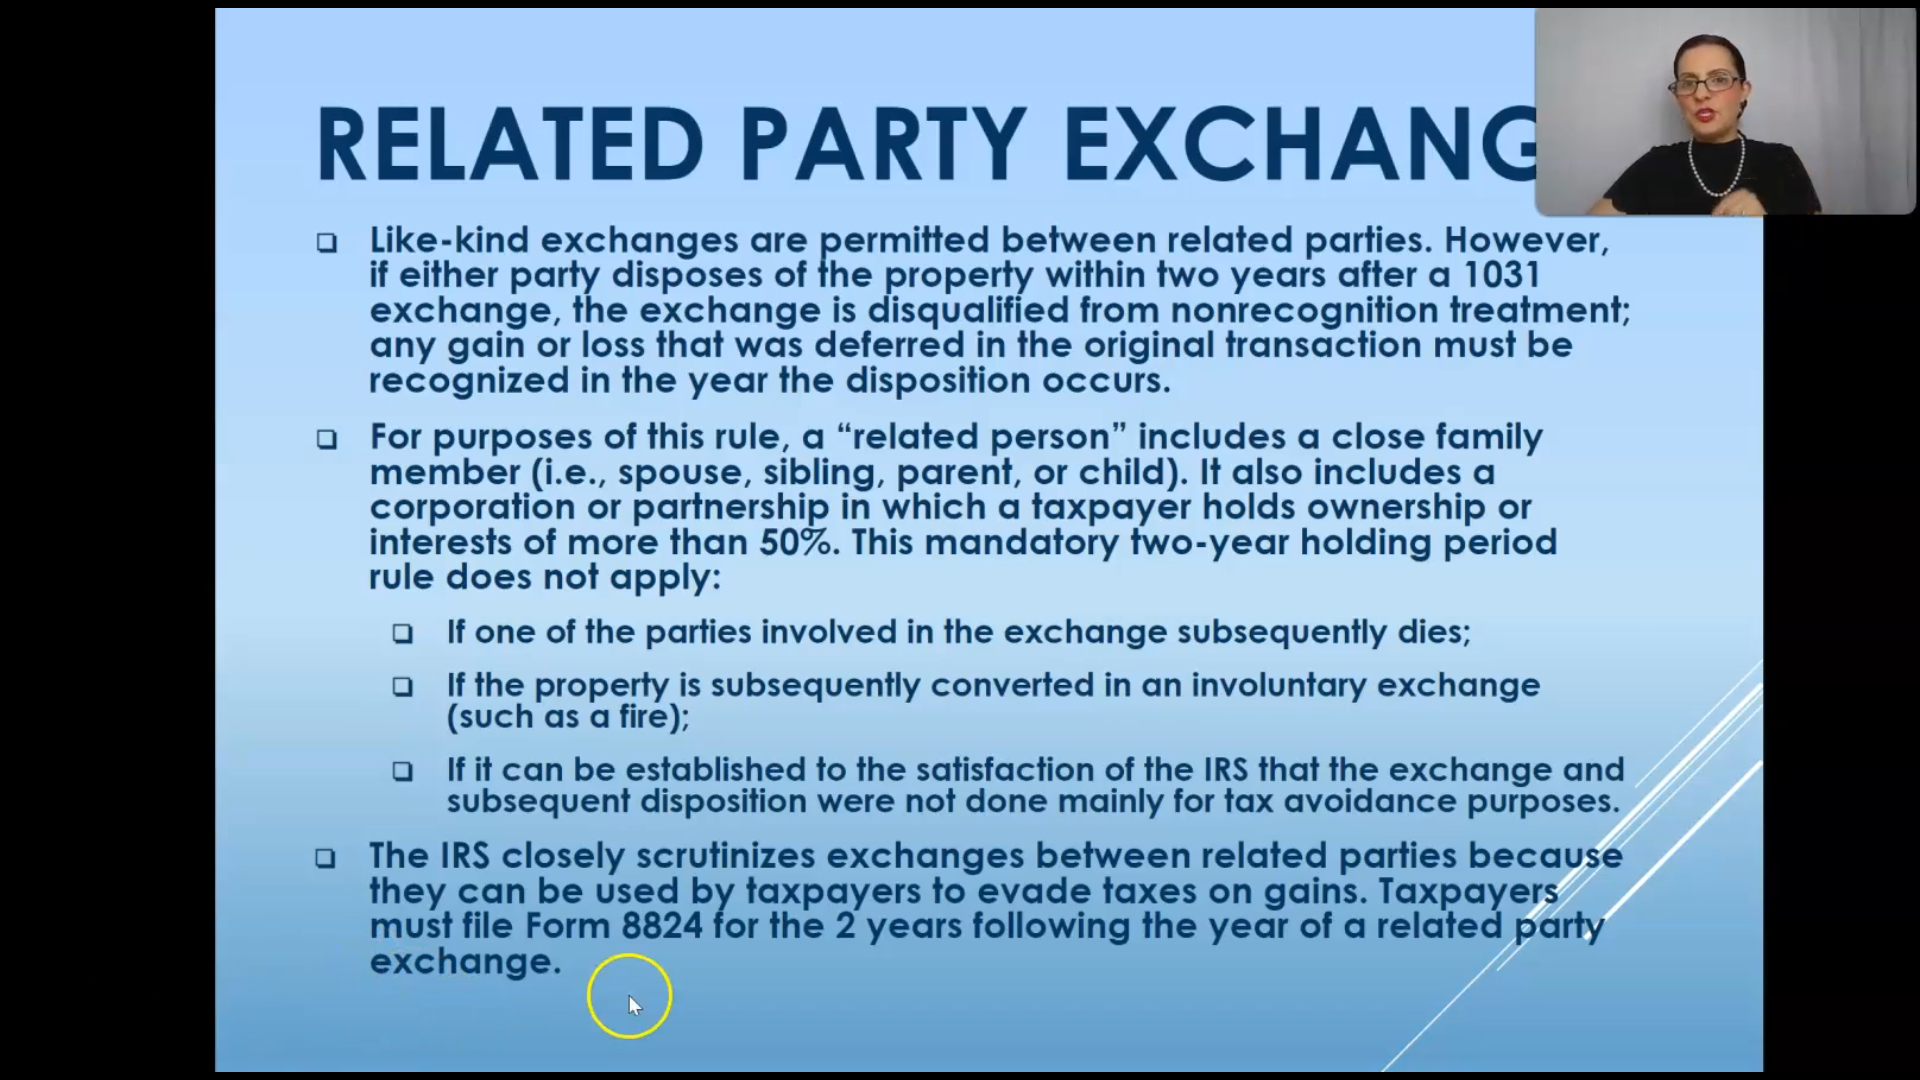 RELATED PARTY EXCHANG
❑ Like-kind exchanges are permitted between related parties. However,
if either party disposes of the property within two years after a 1031
exchange, the exchange is disqualified from nonrecognition treatment;
any gain or loss that was deferred in the original transaction must be
recognized in the year the disposition occurs.
❑ For purposes of this rule, a “related person” includes a close family
member (i.e., spouse, sibling, parent, or child). It also includes a
corporation or partnership in which a taxpayer holds ownership or
interests of more than 50%. This mandatory two-year holding period
rule does not apply:
❑ If one of the parties involved in the exchange subsequently dies;
❑ If the property is subsequently converted in an involuntary exchange
(such as a fire);
❑ If it can be established to the satisfaction of the IRS that the exchange and
subsequent disposition were not done mainly for tax avoidance purposes.
❑ The IRS closely scrutinizes exchanges between related parties because
they can be used by taxpayers to evade taxes on gains. Taxpayers
must file Form 8824 for the 2 years following the year of a related party
exchange.